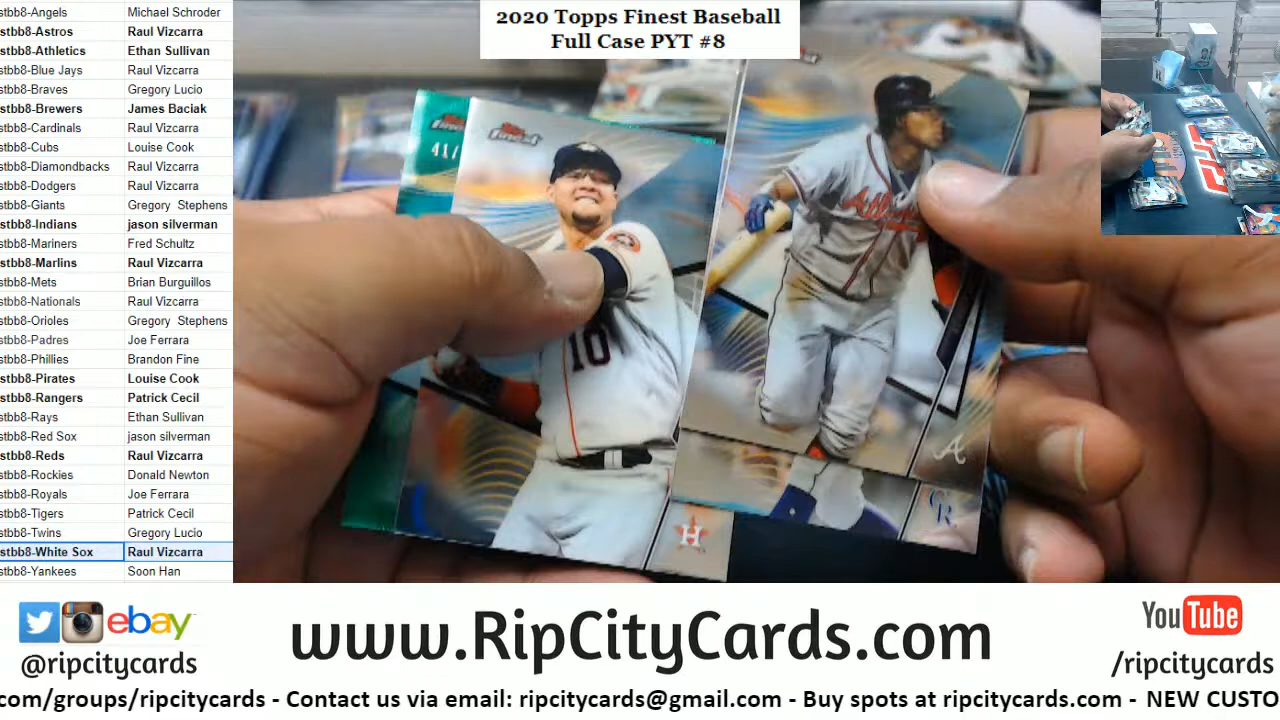 2020 Topps Finest Baseball
Full Case PYT #8
stbb8-Angels Michael Schroder
stbb8-Astros Raul Vizcarra
stbb8-Athletics Ethan Sullivan
stbb8-Blue Jays Raul Vizcarra
stbb8-Braves Gregory Lucio
stbb8-Brewers James Baciak
stbb8-Cardinals Raul Vizcarra
stbb8-Cubs Louise Cook
stbb8-Diamondbacks Raul Vizcarra
stbb8-Dodgers Raul Vizcarra
stbb8-Giants Gregory Stephens
stbb8-Indians jason silverman
stbb8-Mariners Fred Schultz
stbb8-Marlins Raul Vizcarra
stbb8-Mets Brian Burguillos
stbb8-Nationals Raul Vizcarra
stbb8-Orioles Gregory Stephens
stbb8-Padres Joe Ferrara
stbb8-Phillies Brandon Fine
stbb8-Pirates Louise Cook
stbb8-Rangers Patrick Cecil
stbb8-Rays Ethan Sullivan
stbb8-Red Sox jason silverman
stbb8-Reds Raul Vizcarra
stbb8-Rockies Donald Newton
stbb8-Royals Joe Ferrara
stbb8-Tigers Patrick Cecil
stbb8-Twins Gregory Lucio
stbb8-White Sox Raul Vizcarra
stbb8-Yankees Soon Han
finest
41/
finest
10
H
A
CR
ebay
@ripcitycards
www.RipCityCards.com
YouTube
/ripcitycards
com/groups/ripcitycards - Contact us via email: ripcitycards@gmail.com - Buy spots at ripcitycards.com - NEW CUSTO